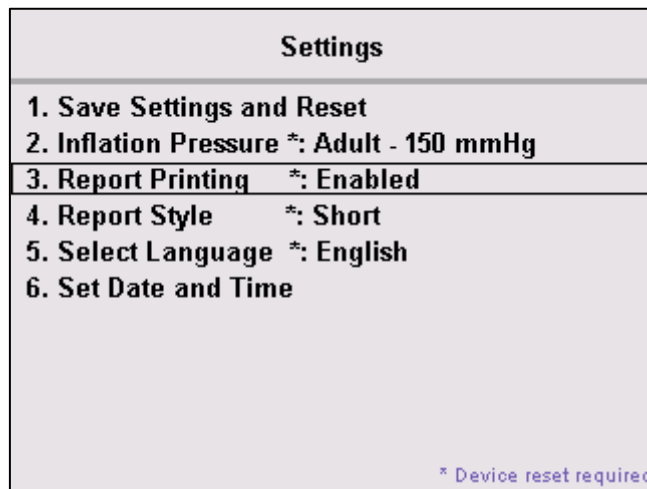 Settings
1. Save Settings and Reset
2. Inflation Pressure *: Adult - 150 mmHg
3. Report Printing *: Enabled
4. Report Style *: Short
5. Select Language *: English
6. Set Date and Time
* Device reset required